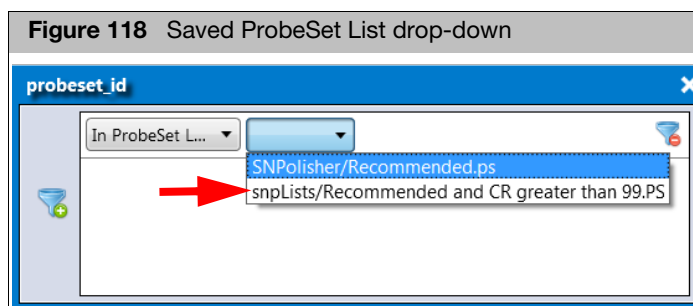 Figure 118 Saved ProbeSet List drop-down
probeset_id
In ProbeSet L...
SNPolisher/Recommended.ps
snpLists/Recommended and CR greater than 99.PS